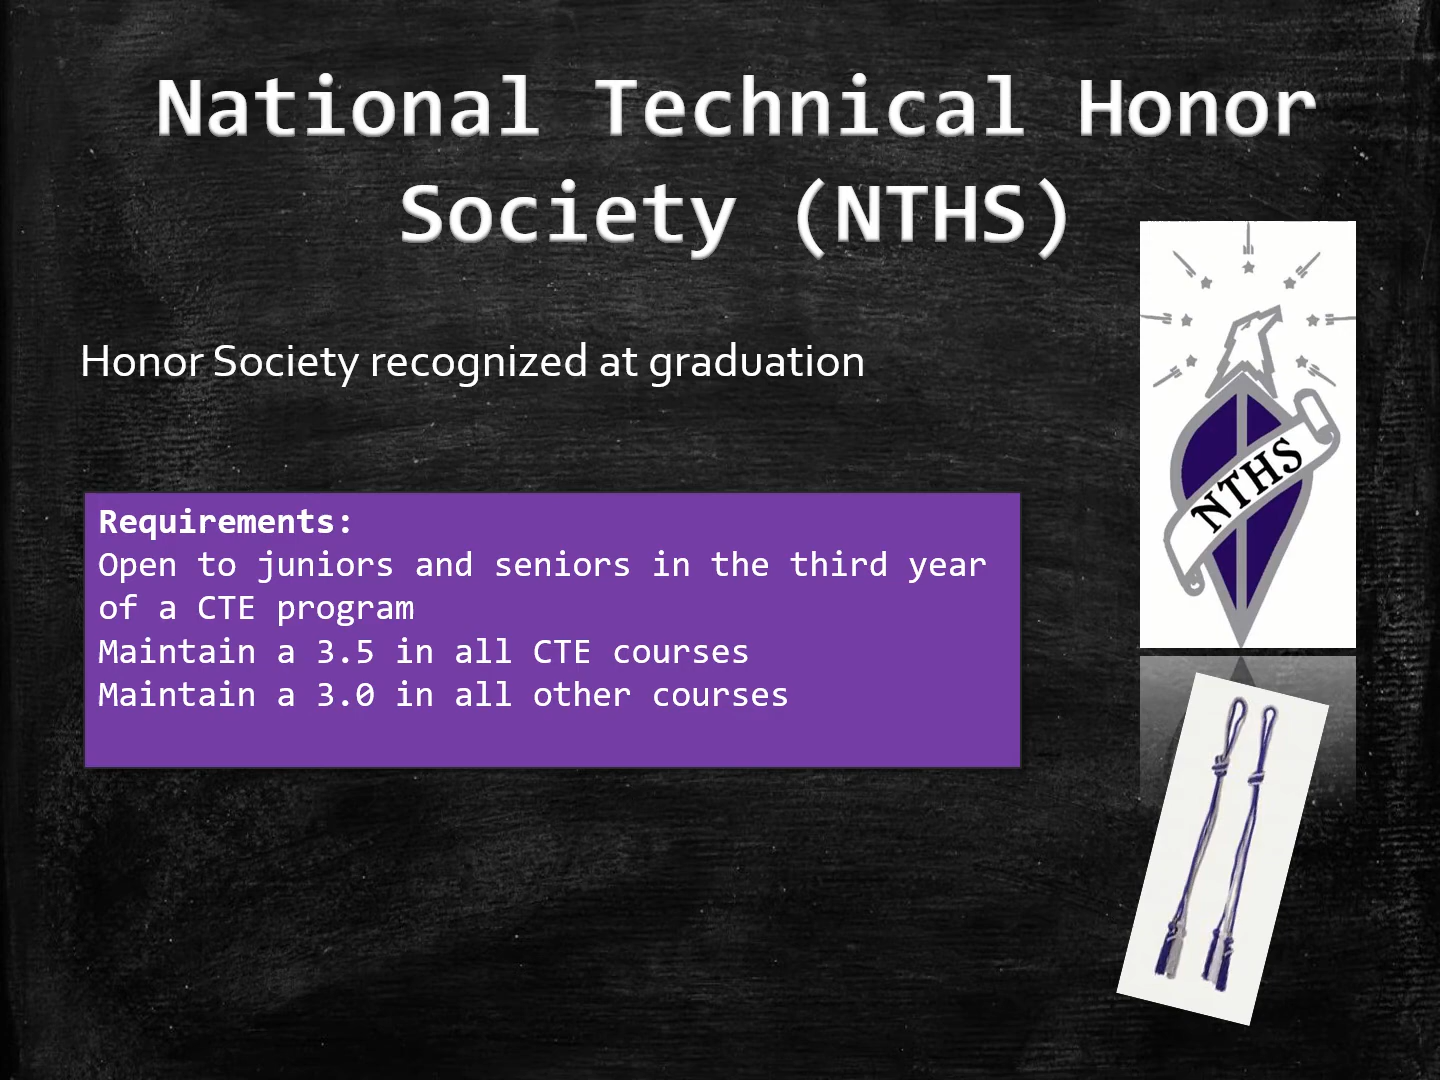 National Technical Honor
Society (NTHS)
Honor Society recognized at graduation
Requirements:
Open to juniors and seniors in the third year
of a CTE program
Maintain a 3.5 in all CTE courses
Maintain a 3.0 in all other courses
NTHS